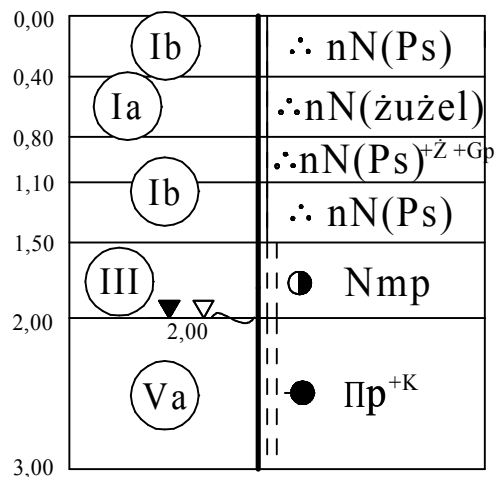 0,00
Ib nN(Ps)
0,40
Ia nN(żużel)
0,80
nN(Ps)+Ż +Gp
1,10
Ib nN(Ps)
1,50
III Nmp
2,00
2,00
Va Πp+K
3,00